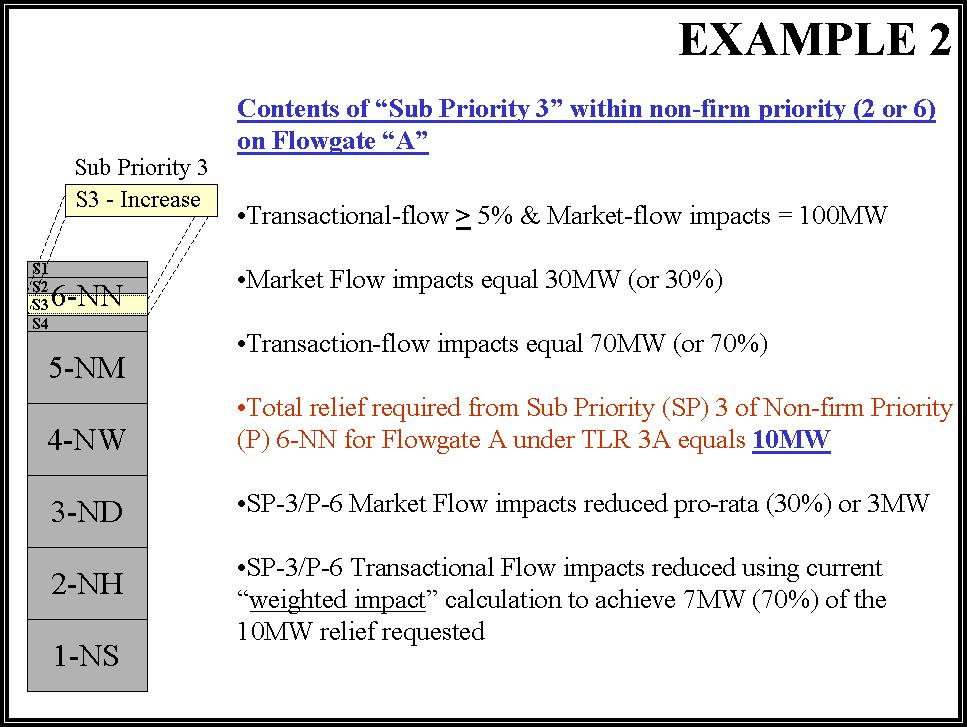 EXAMPLE 2
Contents of “Sub Priority 3” within non-firm priority (2 or 6)
on Flowgate “A”
Sub Priority 3
S3 - Increase
S1
S2
6-NN
S3
S4
5-NM
4-NW
3-ND
2-NH
1-NS
•Transactional-flow ≥ 5% & Market-flow impacts = 100MW
•Market Flow impacts equal 30MW (or 30%)
•Transaction-flow impacts equal 70MW (or 70%)
•Total relief required from Sub Priority (SP) 3 of Non-firm Priority
(P) 6-NN for Flowgate A under TLR 3A equals 10MW
•SP-3/P-6 Market Flow impacts reduced pro-rata (30%) or 3MW
•SP-3/P-6 Transactional Flow impacts reduced using current
“weighted impact” calculation to achieve 7MW (70%) of the
10MW relief requested